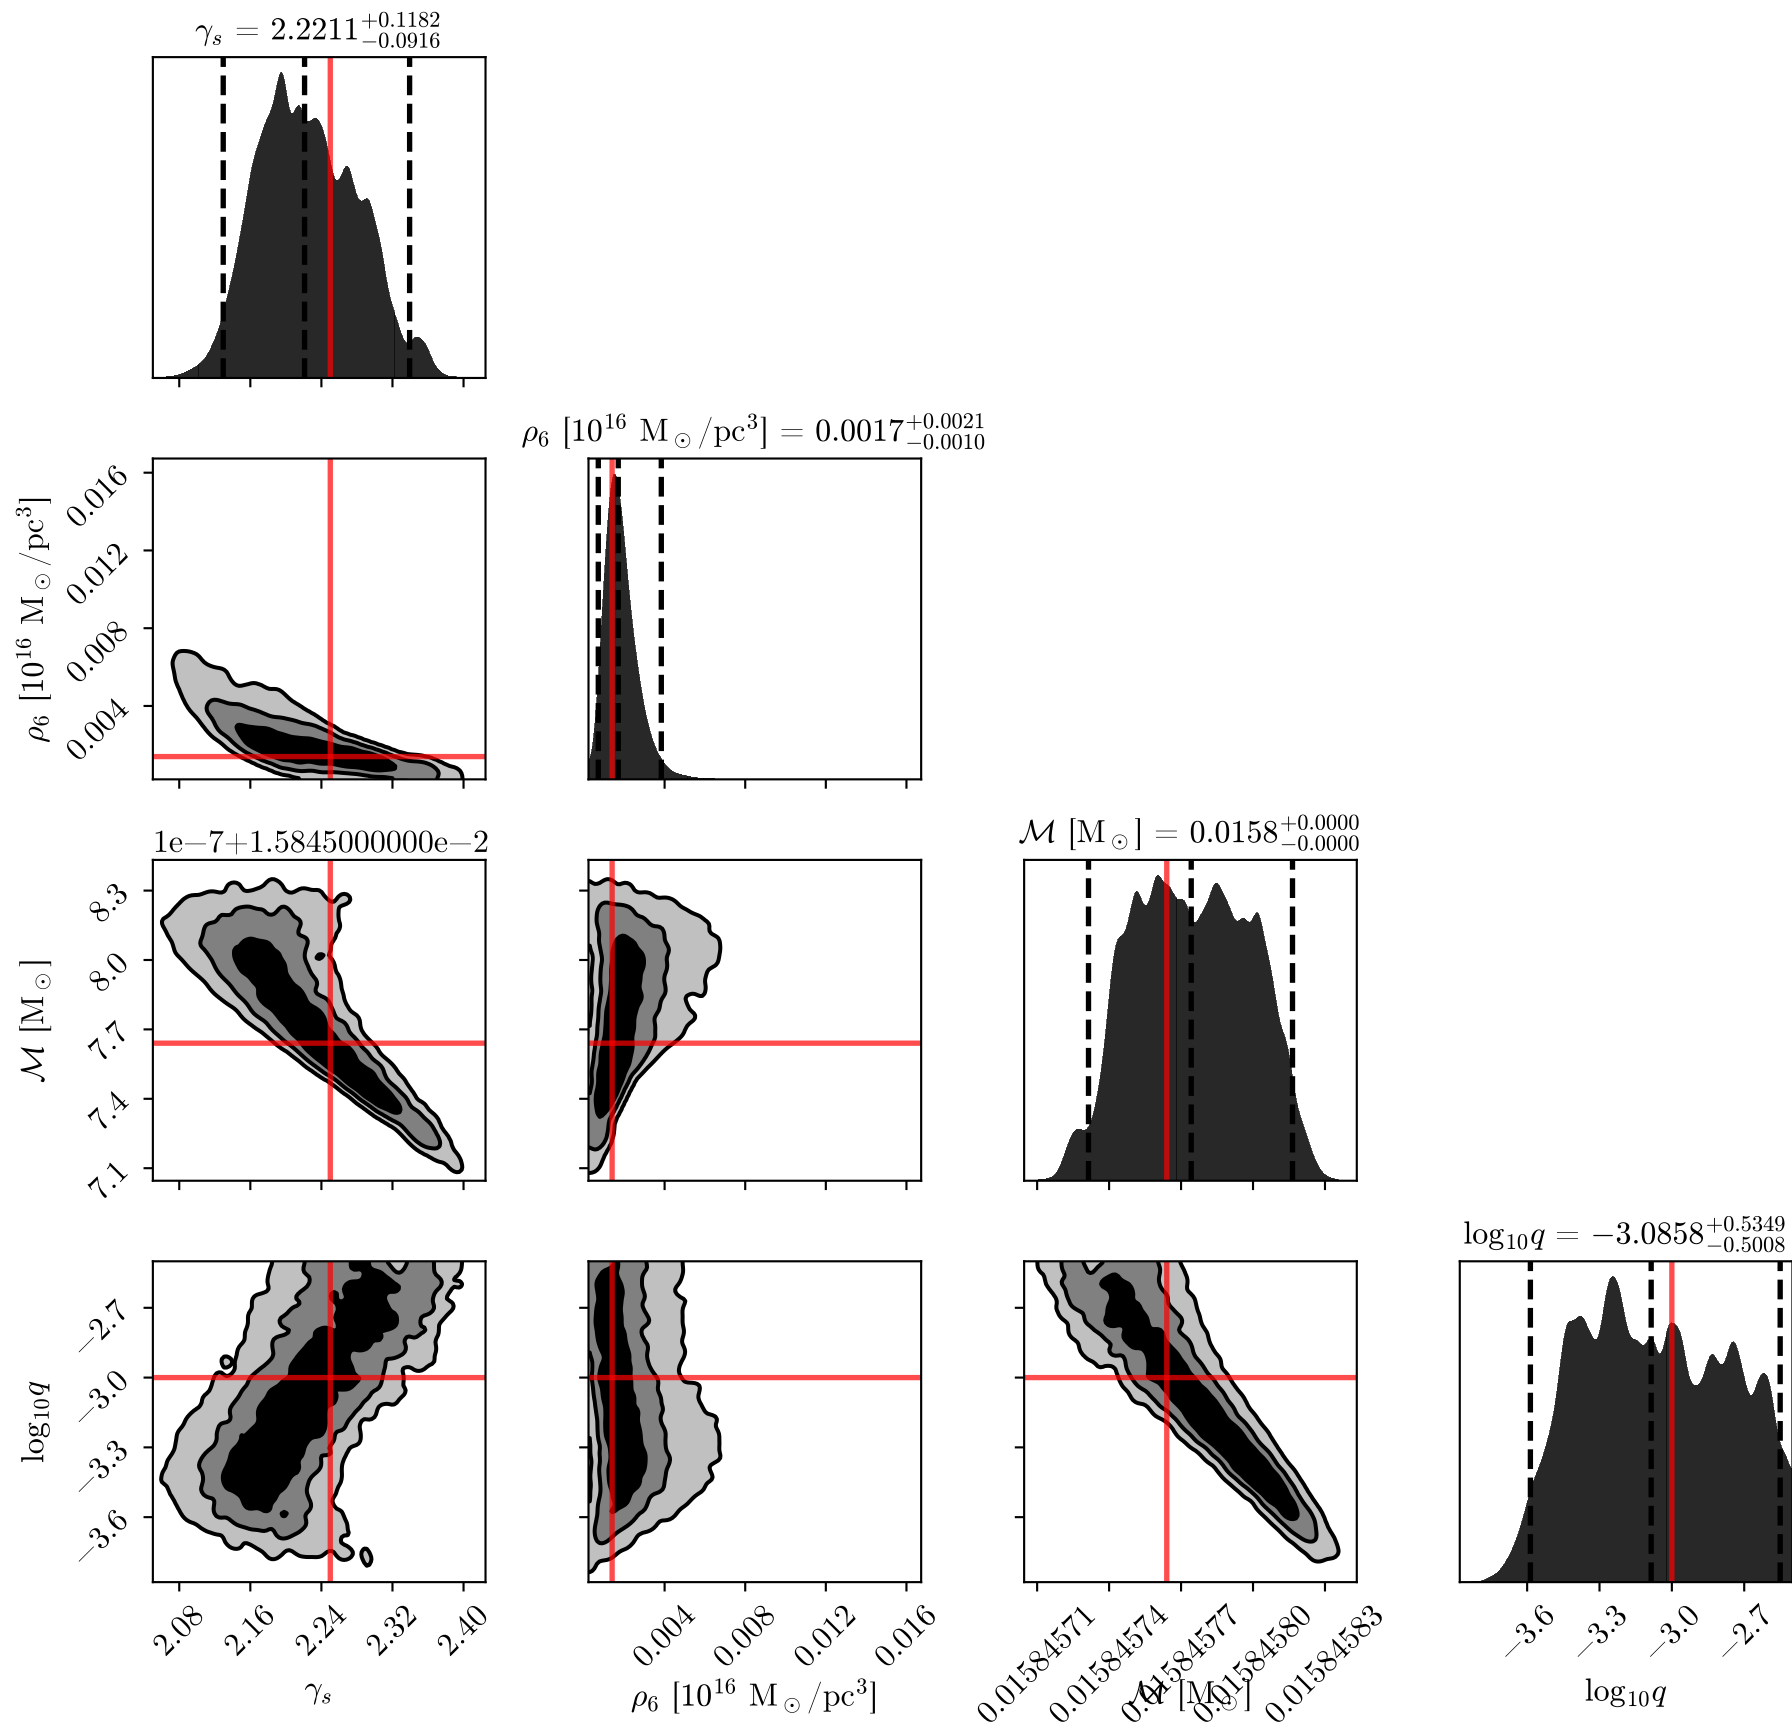 γ_s = 2.2211^{+0.1182}_{−0.0916}
ρ_6 [10^{16} M_⊙/pc^3] = 0.0017^{+0.0021}_{−0.0010}
0.016
0.012
0.008
0.004
ρ_6 [10^{16} M_⊙/pc^3]
ℳ [M_⊙] = 0.0158^{+0.0000}_{−0.0000}
1e−7+1.5845000000e−2
8.3
8.0
7.7
7.4
7.1
ℳ [M_⊙]
log_{10}q = −3.0858^{+0.5349}_{−0.5008}
−2.7
−3.0
−3.3
−3.6
log_{10}q
2.08 2.16 2.24 2.32 2.40
0.004 0.008 0.012 0.016
0.01584571 0.01584574 0.01584577 0.01584580 0.01584583
−3.6 −3.3 −3.0 −2.7
γ_s
ρ_6 [10^{16} M_⊙/pc^3]
ℳ [M_⊙]
log_{10}q